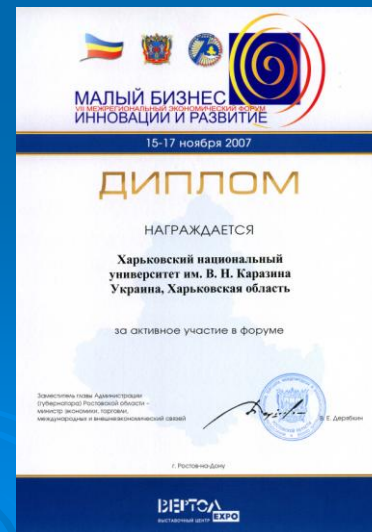 МАЛЫЙ БИЗНЕС
VII МЕЖРЕГИОНАЛЬНЫЙ ЭКОНОМИЧЕСКИЙ ФОРУМ
ИННОВАЦИИ И РАЗВИТИЕ
15-17 ноября 2007
ДИПЛОМ
НАГРАЖДАЕТСЯ
Харьковский национальный
университет им. В. Н. Каразина
Украина, Харьковская область
за активное участие в форуме
Заместитель главы Администрации
(губернатора) Ростовской области –
министр экономики, торговли,
международных и внешнеэкономический связей
В. Е. Дерябкин
г. Ростов-на-Дону
ВЕРТОЛ
ВЫСТАВОЧНЫЙ ЦЕНТР EXPO